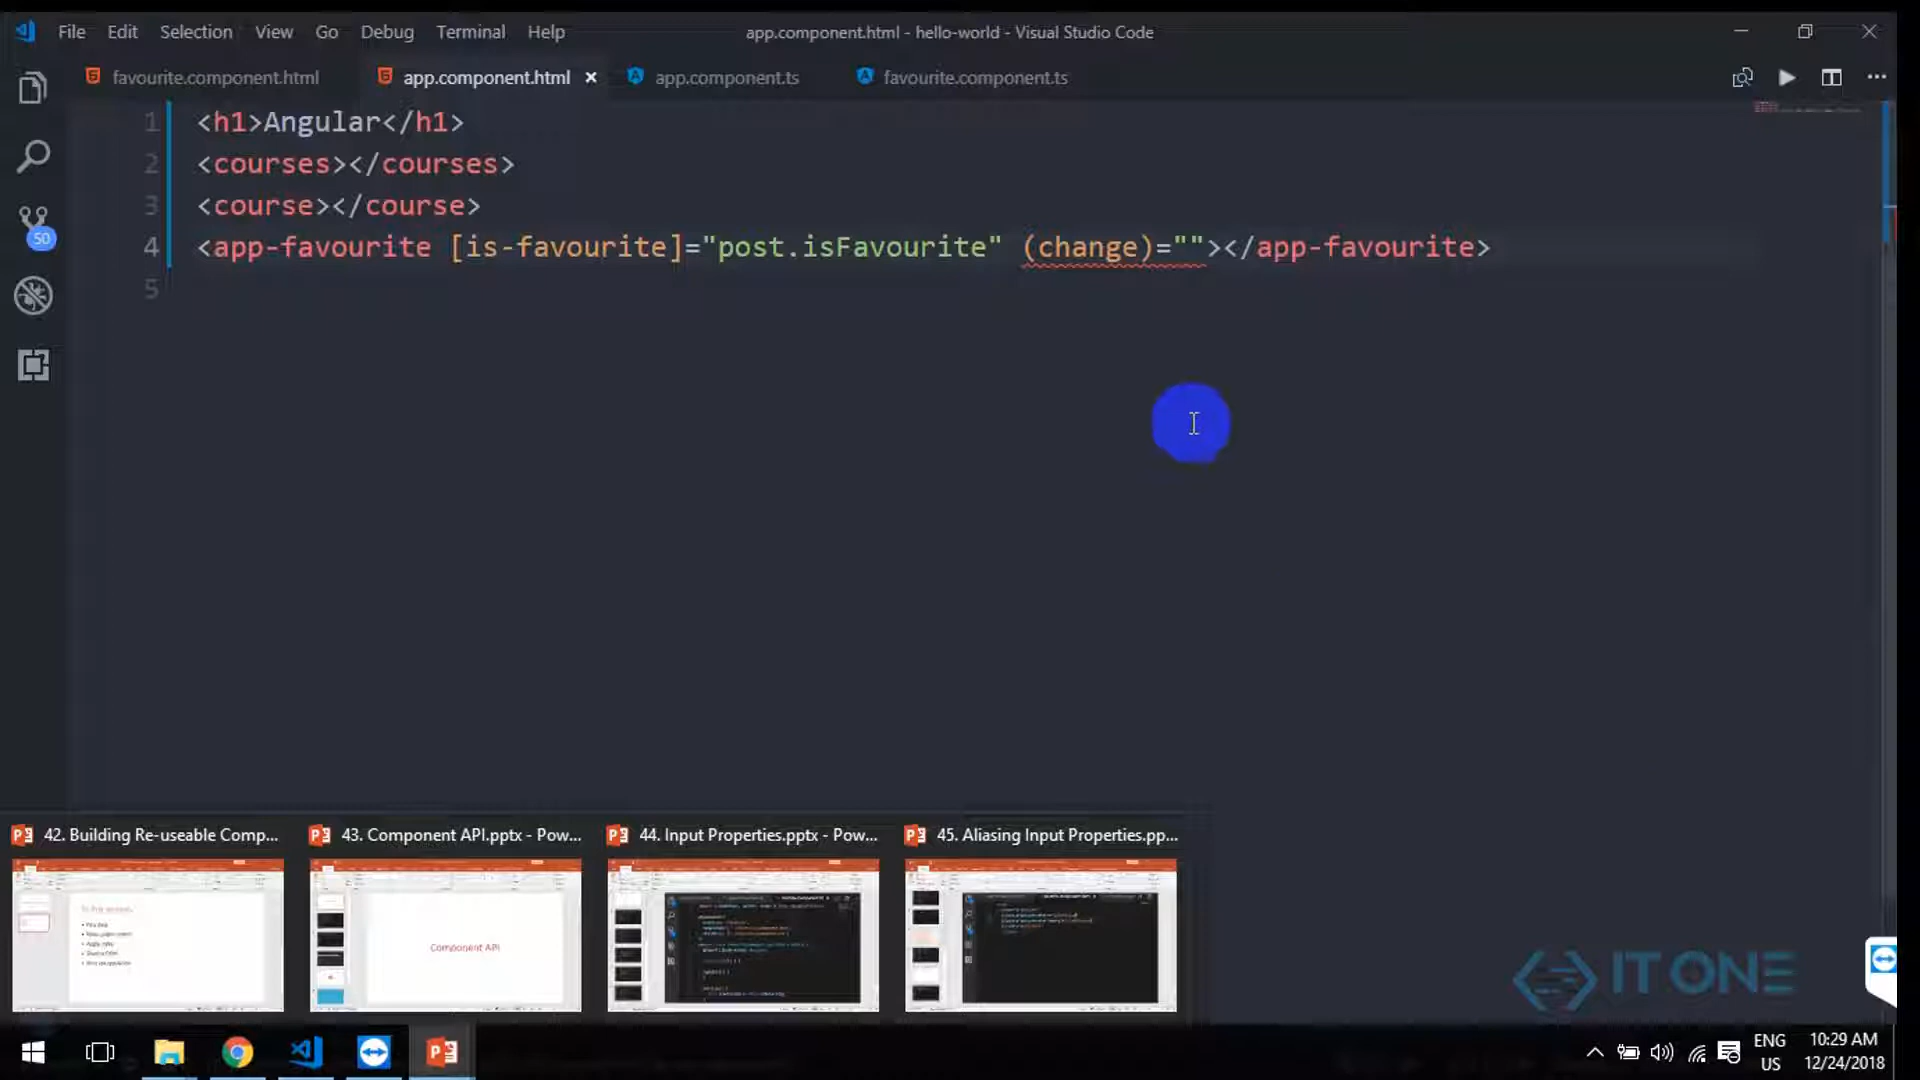 File Edit Selection View Go Debug Terminal Help
app.component.html - hello-world - Visual Studio Code
favourite.component.html
app.component.html
app.component.ts
favourite.component.ts
1 <h1>Angular</h1>
2 <courses></courses>
3 <course></course>
50
4 <app-favourite [is-favourite]="post.isFavourite" (change)=""></app-favourite>
5
42. Building Re-useable Comp...
43. Component API.pptx - Pow...
44. Input Properties.pptx - Pow...
45. Aliasing Input Properties.pp...
Component API
IT ONE
ENG
US
10:29 AM
12/24/2018